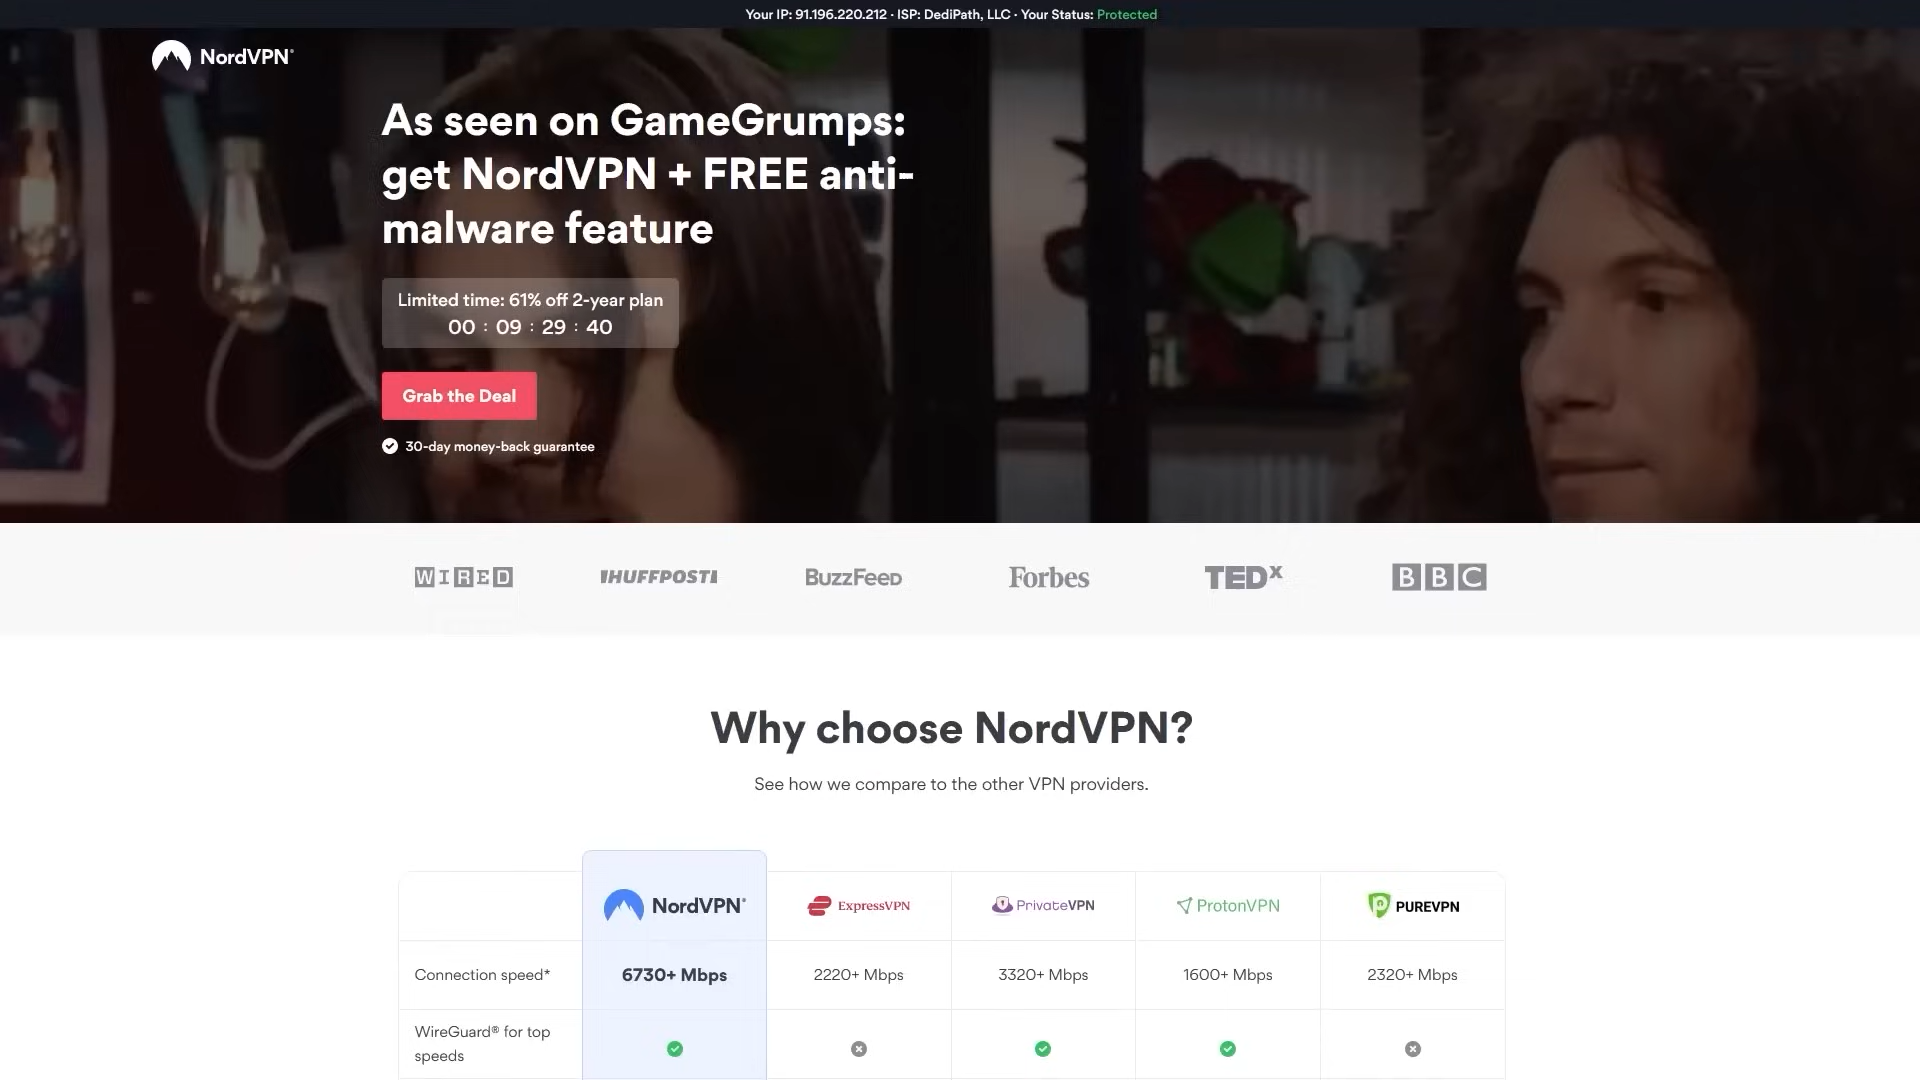 Your IP: 91.196.220.212 · ISP: DediPath, LLC · Your Status: Protected
NordVPN®
As seen on GameGrumps:
get NordVPN + FREE anti-
malware feature
Limited time: 61% off 2-year plan
00 : 09 : 29 : 40
Grab the Deal
30-day money-back guarantee
WIRED HUFFPOST BuzzFeeD Forbes TEDx BBC
Why choose NordVPN?
See how we compare to the other VPN providers.
NordVPN® ExpressVPN PrivateVPN ProtonVPN PUREVPN
Connection speed* 6730+ Mbps 2220+ Mbps 3320+ Mbps 1600+ Mbps 2320+ Mbps
WireGuard® for top
speeds